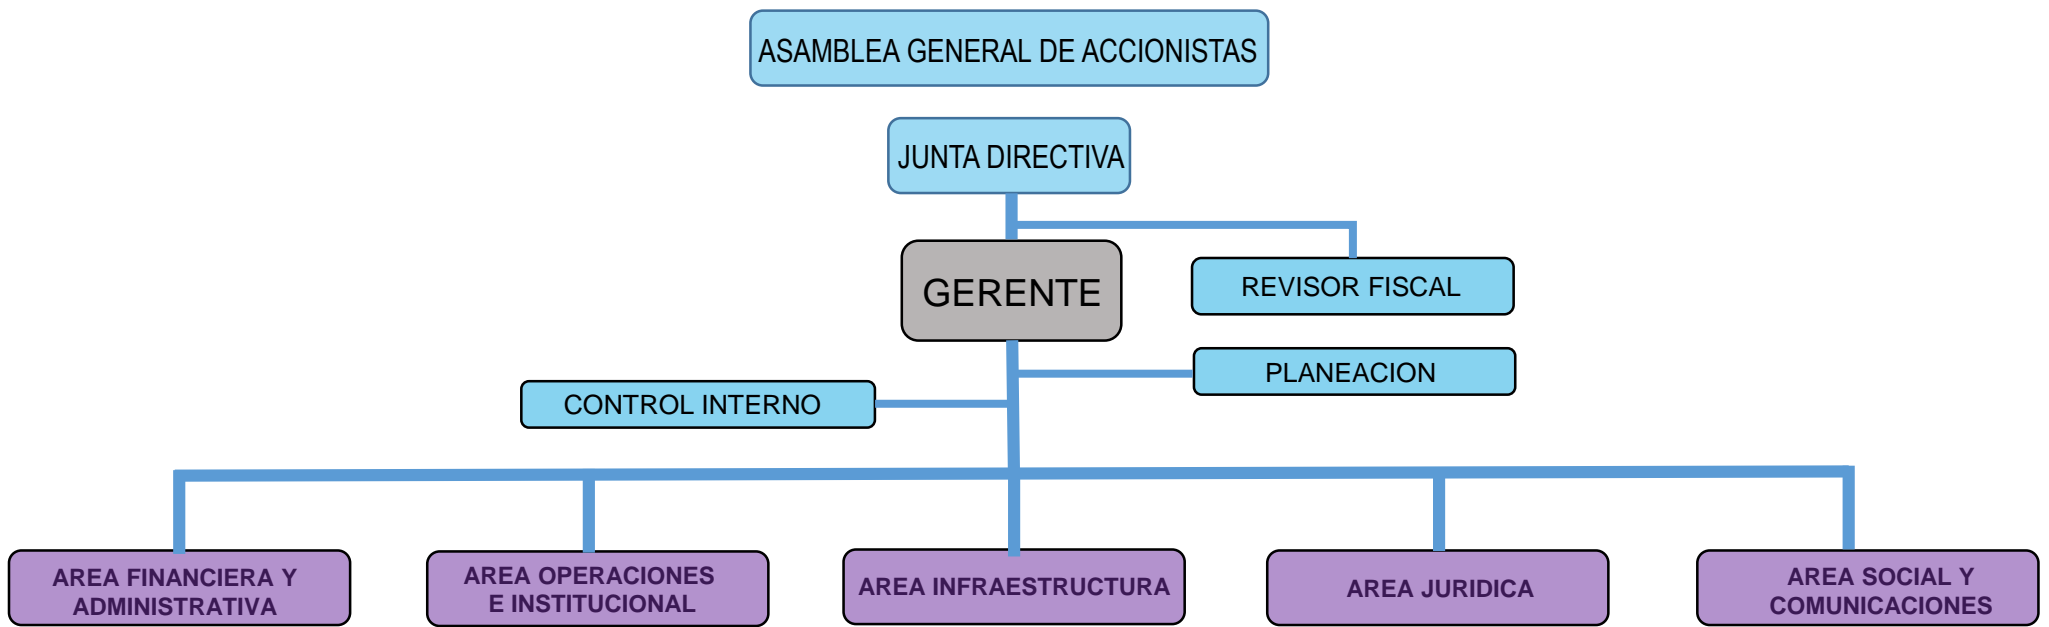 ASAMBLEA GENERAL DE ACCIONISTAS
JUNTA DIRECTIVA
GERENTE
REVISOR FISCAL
PLANEACION
CONTROL INTERNO
AREA FINANCIERA Y
ADMINISTRATIVA
AREA OPERACIONES
E INSTITUCIONAL
AREA INFRAESTRUCTURA
AREA JURIDICA
AREA SOCIAL Y
COMUNICACIONES